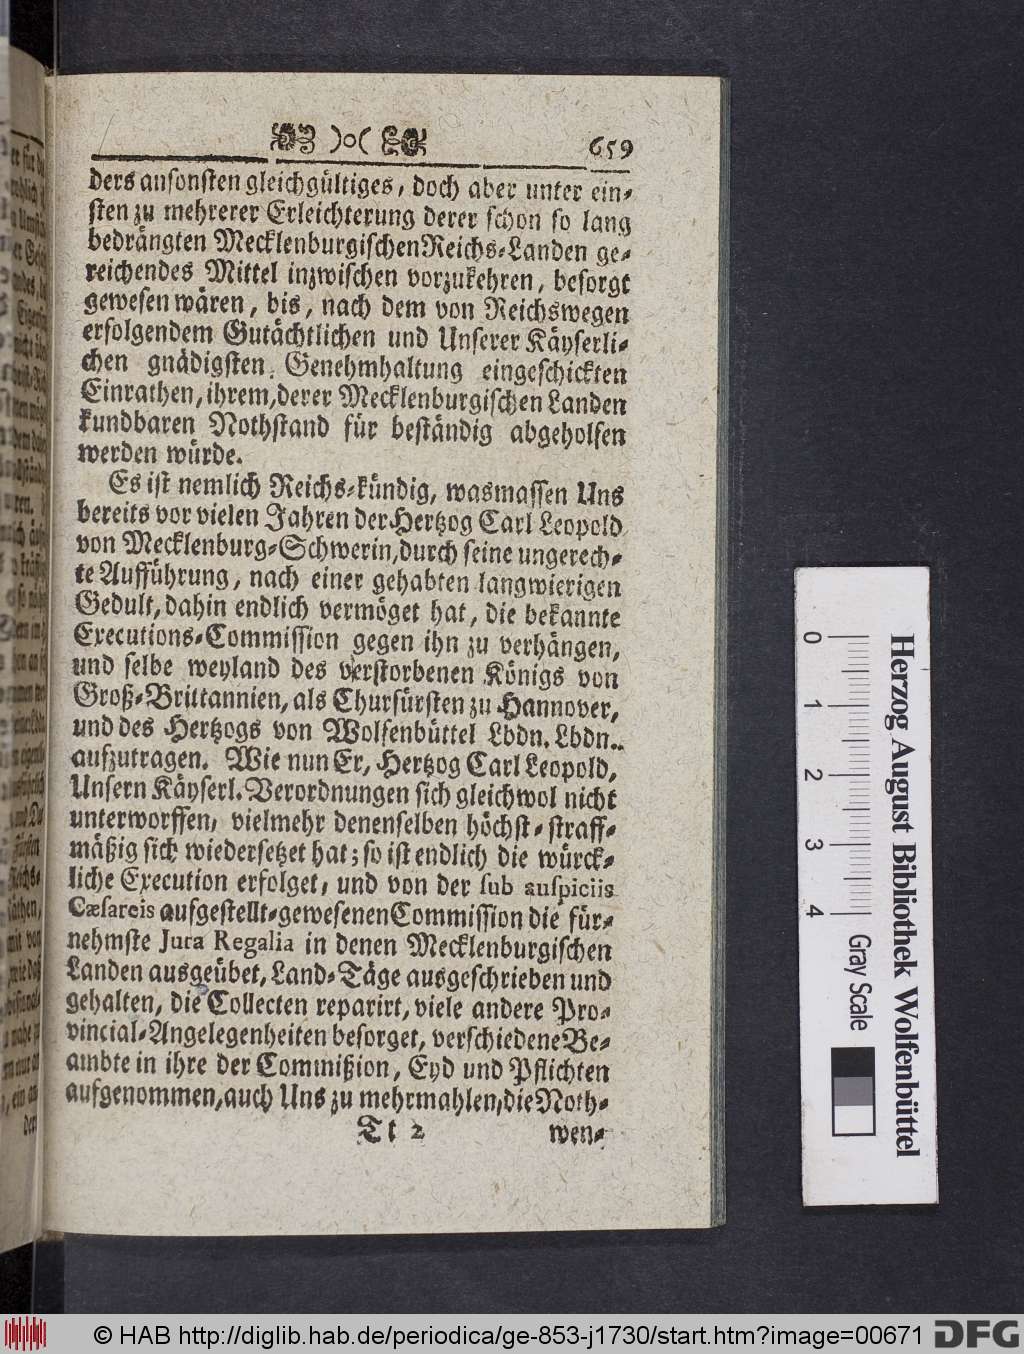 659
ders ansonsten gleichgültiges, doch aber unter ein-
sten zu mehrerer Erleichterung derer schon so lang
bedrängten Mecklenburgischen Reichs-Landen ge-
reichendes Mittel inzwischen vorzukehren, besorgt
gewesen wären, bis, nach dem von Reichswegen
erfolgendem Gutächtlichen und Unserer Käyserli-
chen gnädigsten Genehmhaltung eingeschickten
Einrathen, ihrem, derer Mecklenburgischen Landen
kundbaren Nothstand für beständig abgeholfen
werden würde.
Es ist nemlich Reichs-kündig, wasmassen Uns
bereits vor vielen Jahren der Hertzog Carl Leopold
von Mecklenburg-Schwerin, durch seine ungerech-
te Aufführung, nach einer gehabten langwierigen
Gedult, dahin endlich vermöget hat, die bekannte
Executions-Commission gegen ihn zu verhängen,
und selbe weyland des verstorbenen Königs von
Groß-Brittannien, als Churfürsten zu Hannover,
und des Hertzogs von Wolfenbüttel Lbdn. Lbdn..
aufzutragen. Wie nun Er, Hertzog Carl Leopold,
Unsern Käyserl. Verordnungen sich gleichwol nicht
unterworffen, vielmehr denenselben höchst-straff-
mäßig sich wiedersetzet hat; so ist endlich die würck-
liche Execution erfolget, und von der sub auspiciis
Cæsareis aufgestellt-gewesenen Commission die für-
nehmste Jura Regalia in denen Mecklenburgischen
Landen ausgeübet, Land-Täge ausgeschrieben und
gehalten, die Collecten reparirt, viele andere Pro-
vincial-Angelegenheiten besorget, verschiedene Be-
ambte in ihre der Commißion, Eyd und Pflichten
aufgenommen, auch Uns zu mehrmahlen, die Noth-
Tt 2 wen-
Herzog August Bibliothek Wolfenbüttel
0 1 2 3 4 Gray Scale
© HAB http://diglib.hab.de/periodica/ge-853-j1730/start.htm?image=00671 DFG